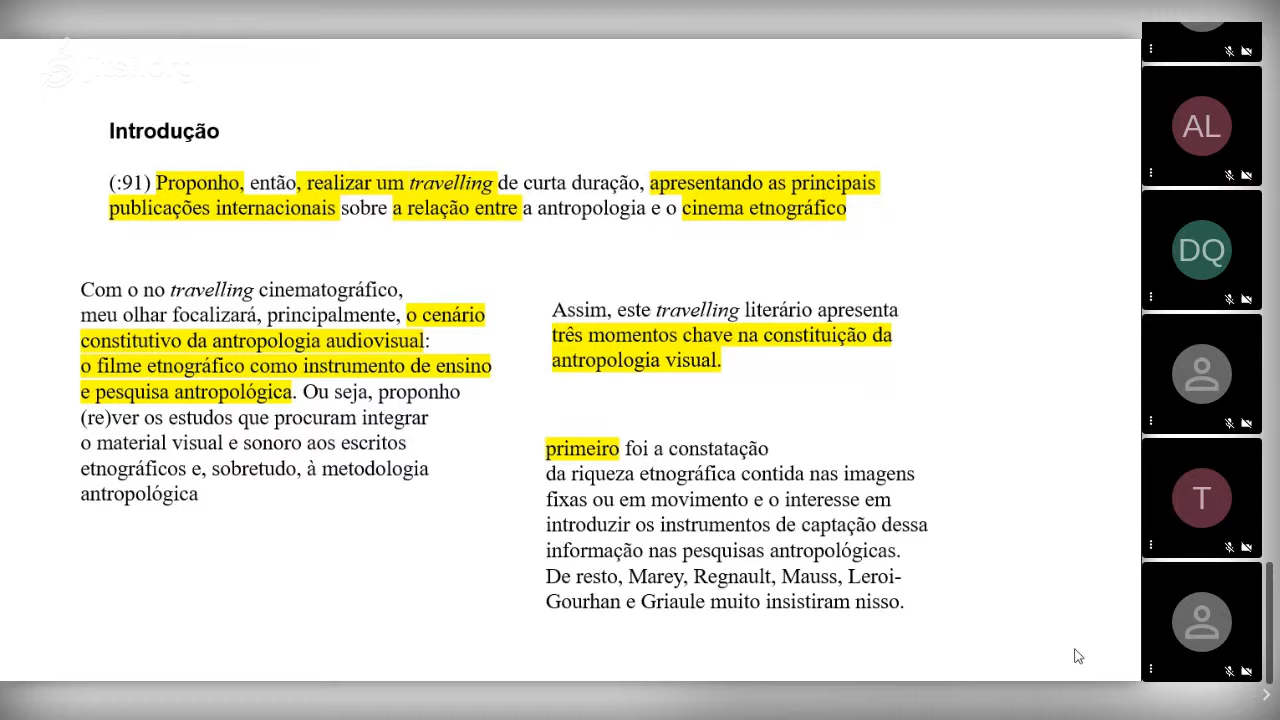 Introdução
(:91) Proponho, então, realizar um travelling de curta duração, apresentando as principais
publicações internacionais sobre a relação entre a antropologia e o cinema etnográfico
Com o no travelling cinematográfico,
meu olhar focalizará, principalmente, o cenário
constitutivo da antropologia audiovisual:
o filme etnográfico como instrumento de ensino
e pesquisa antropológica. Ou seja, proponho
(re)ver os estudos que procuram integrar
o material visual e sonoro aos escritos
etnográficos e, sobretudo, à metodologia
antropológica
Assim, este travelling literário apresenta
três momentos chave na constituição da
antropologia visual.
primeiro foi a constatação
da riqueza etnográfica contida nas imagens
fixas ou em movimento e o interesse em
introduzir os instrumentos de captação dessa
informação nas pesquisas antropológicas.
De resto, Marey, Regnault, Mauss, Leroi-
Gourhan e Griaule muito insistiram nisso.
AL
DQ
T